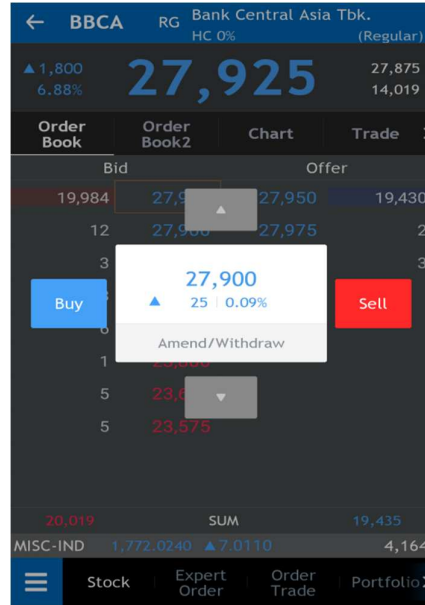 ← BBCA RG Bank Central Asia Tbk.
HC 0% (Regular)
▲1,800 27,925 27,875
6.88% 14,019
Order Book Order Book2 Chart Trade
Bid Offer
19,984 27,950 19,430
12 27,975 2
3 3
27,900
▲ 25 0.09%
Buy Sell
Amend/Withdraw
1
5
5 23,575
20,019 SUM 19,435
MISC-IND 1,772.0240 ▲7.0110 4,164
Stock Expert Order Order Trade Portfolio